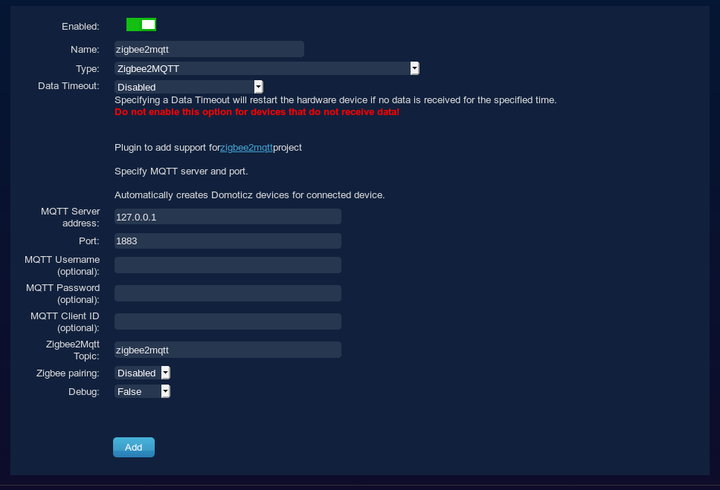 Enabled:
Name: zigbee2mqtt
Type: Zigbee2MQTT
Data Timeout: Disabled
Specifying a Data Timeout will restart the hardware device if no data is received for the specified time.
Do not enable this option for devices that do not receive data!
Plugin to add support forzigbee2mqttproject
Specify MQTT server and port.
Automatically creates Domoticz devices for connected device.
MQTT Server
address: 127.0.0.1
Port: 1883
MQTT Username
(optional):
MQTT Password
(optional):
MQTT Client ID
(optional):
Zigbee2Mqtt
Topic: zigbee2mqtt
Zigbee pairing: Disabled
Debug: False
Add